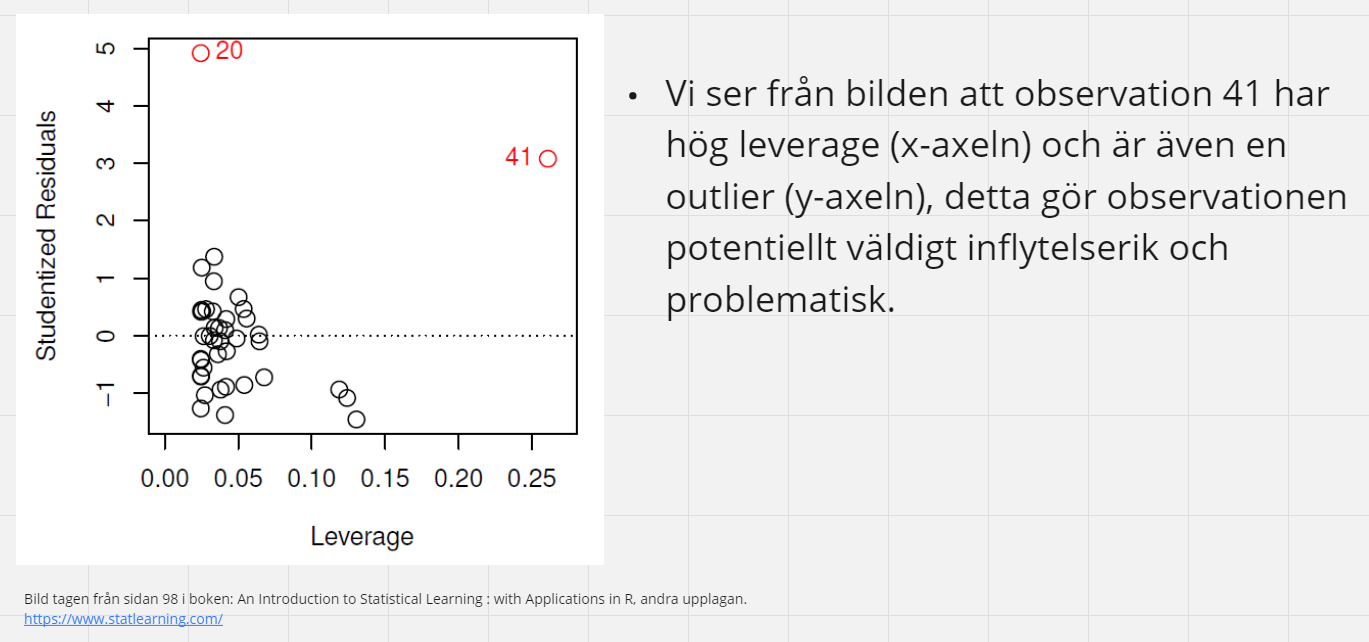 5
4
3
2
1
0
−1
Studentized Residuals
20
41
0.00 0.05 0.10 0.15 0.20 0.25
Leverage
• Vi ser från bilden att observation 41 har
hög leverage (x-axeln) och är även en
outlier (y-axeln), detta gör observationen
potentiellt väldigt inflytelserik och
problematisk.
Bild tagen från sidan 98 i boken: An Introduction to Statistical Learning : with Applications in R, andra upplagan.
https://www.statlearning.com/